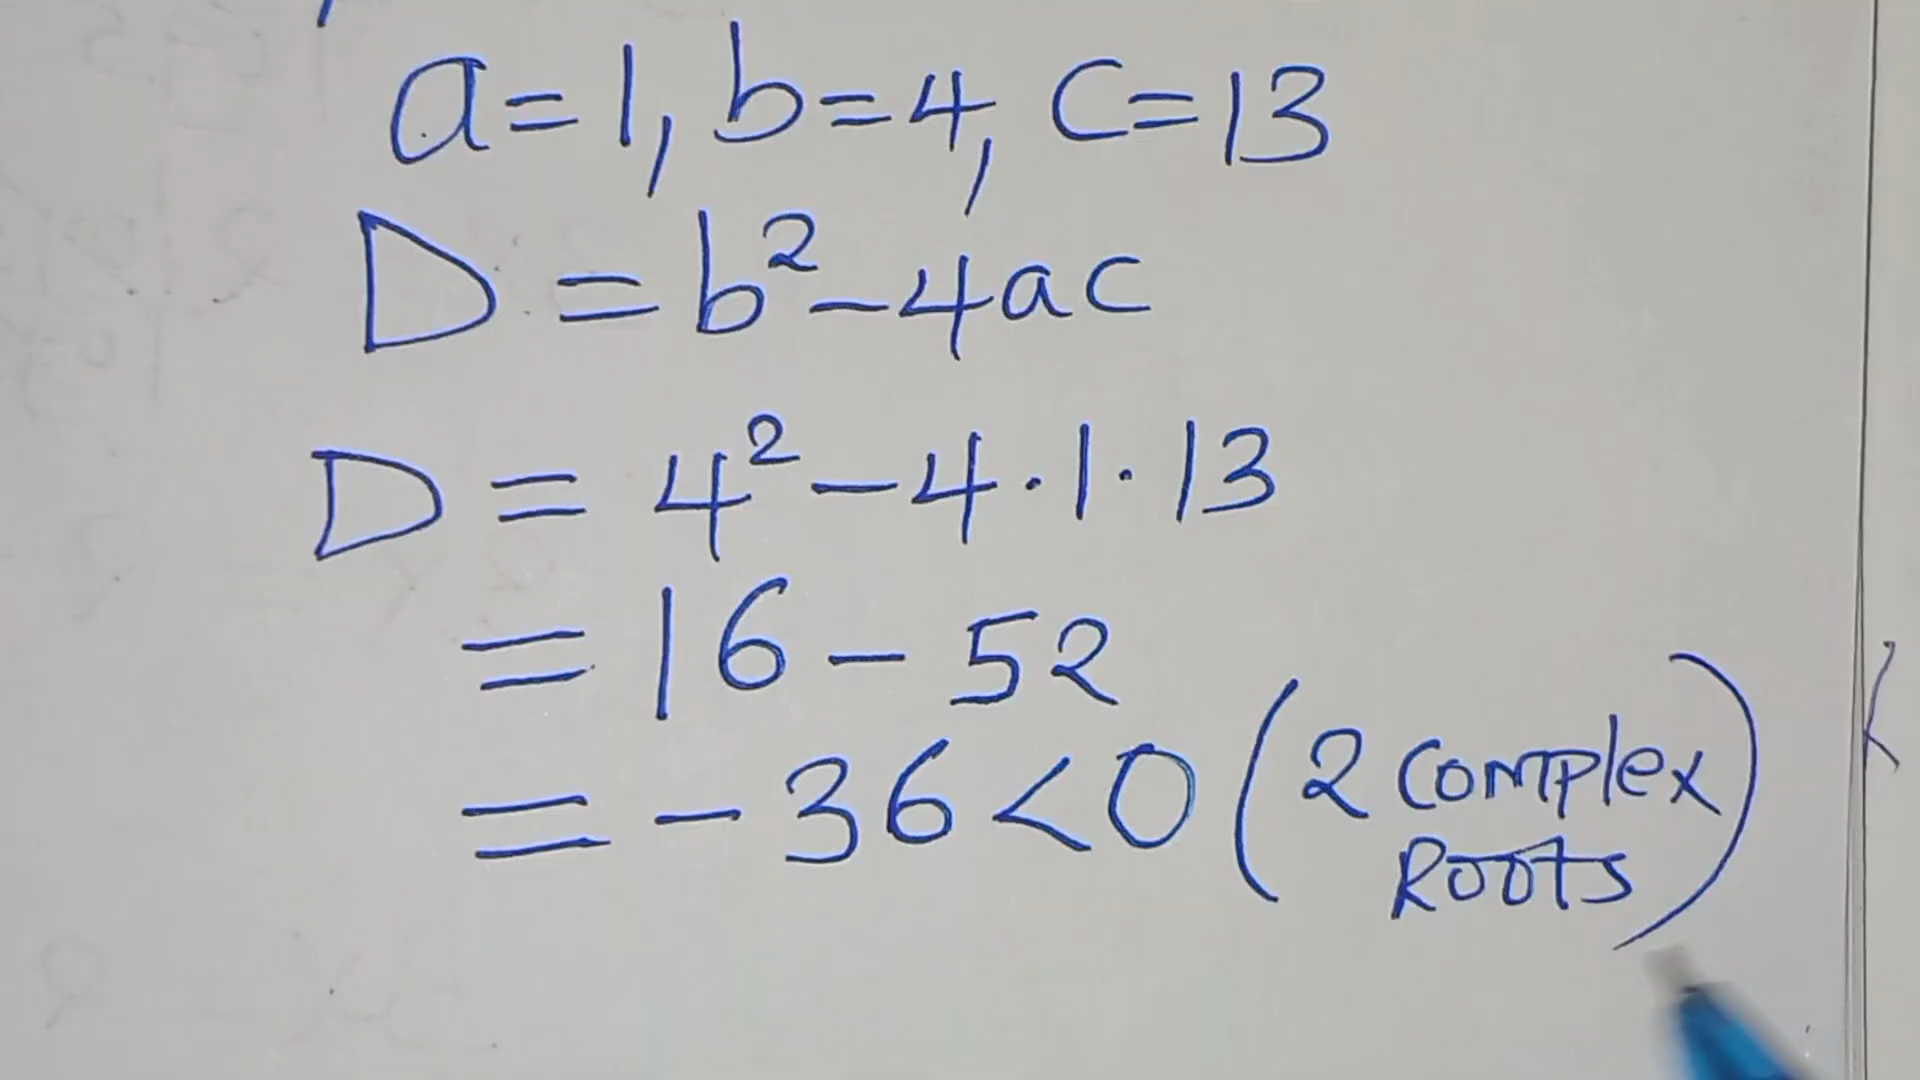 a=1, b=4, c=13
D = b²-4ac
D = 4²-4·1·13
= 16 - 52
= -36<0 (2 complex
Roots)